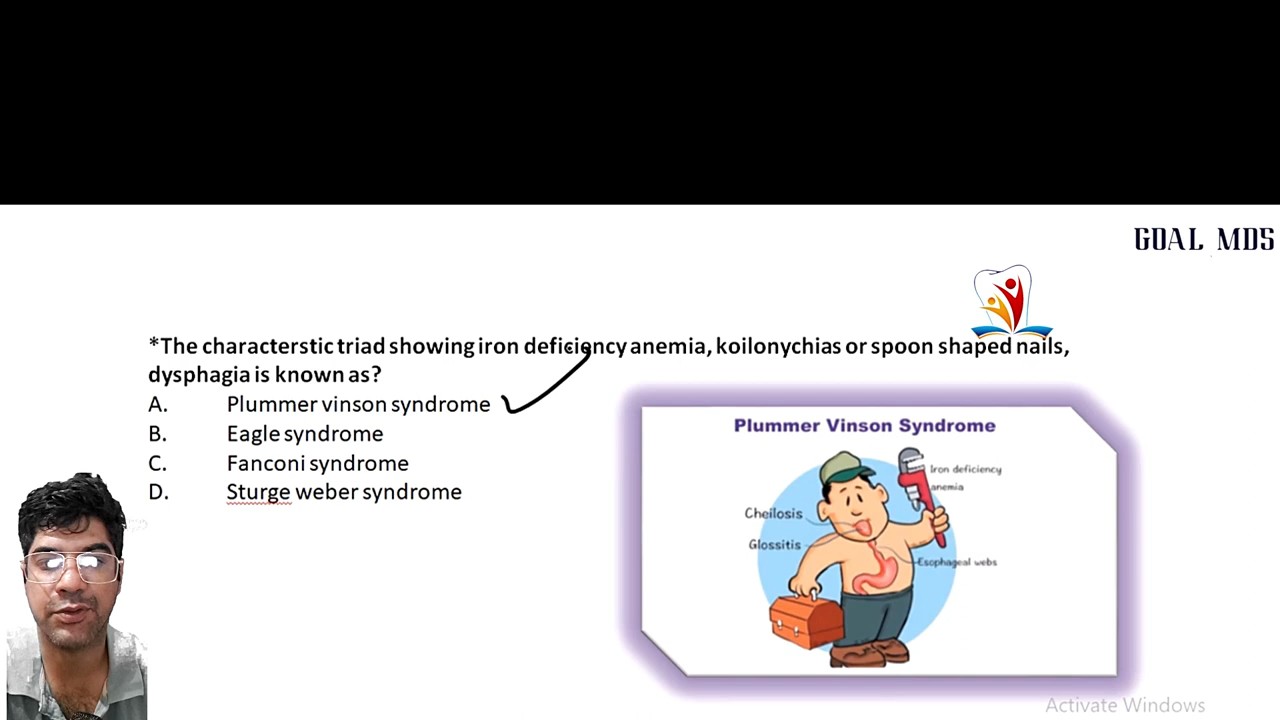 GOAL MDS
*The characterstic triad showing iron deficiency anemia, koilonychias or spoon shaped nails,
dysphagia is known as?
A. Plummer vinson syndrome
B. Eagle syndrome
C. Fanconi syndrome
D. Sturge weber syndrome
Plummer Vinson Syndrome
Iron deficiency
anemia
Cheilosis
Glossitis
Esophageal webs
Activate Windows